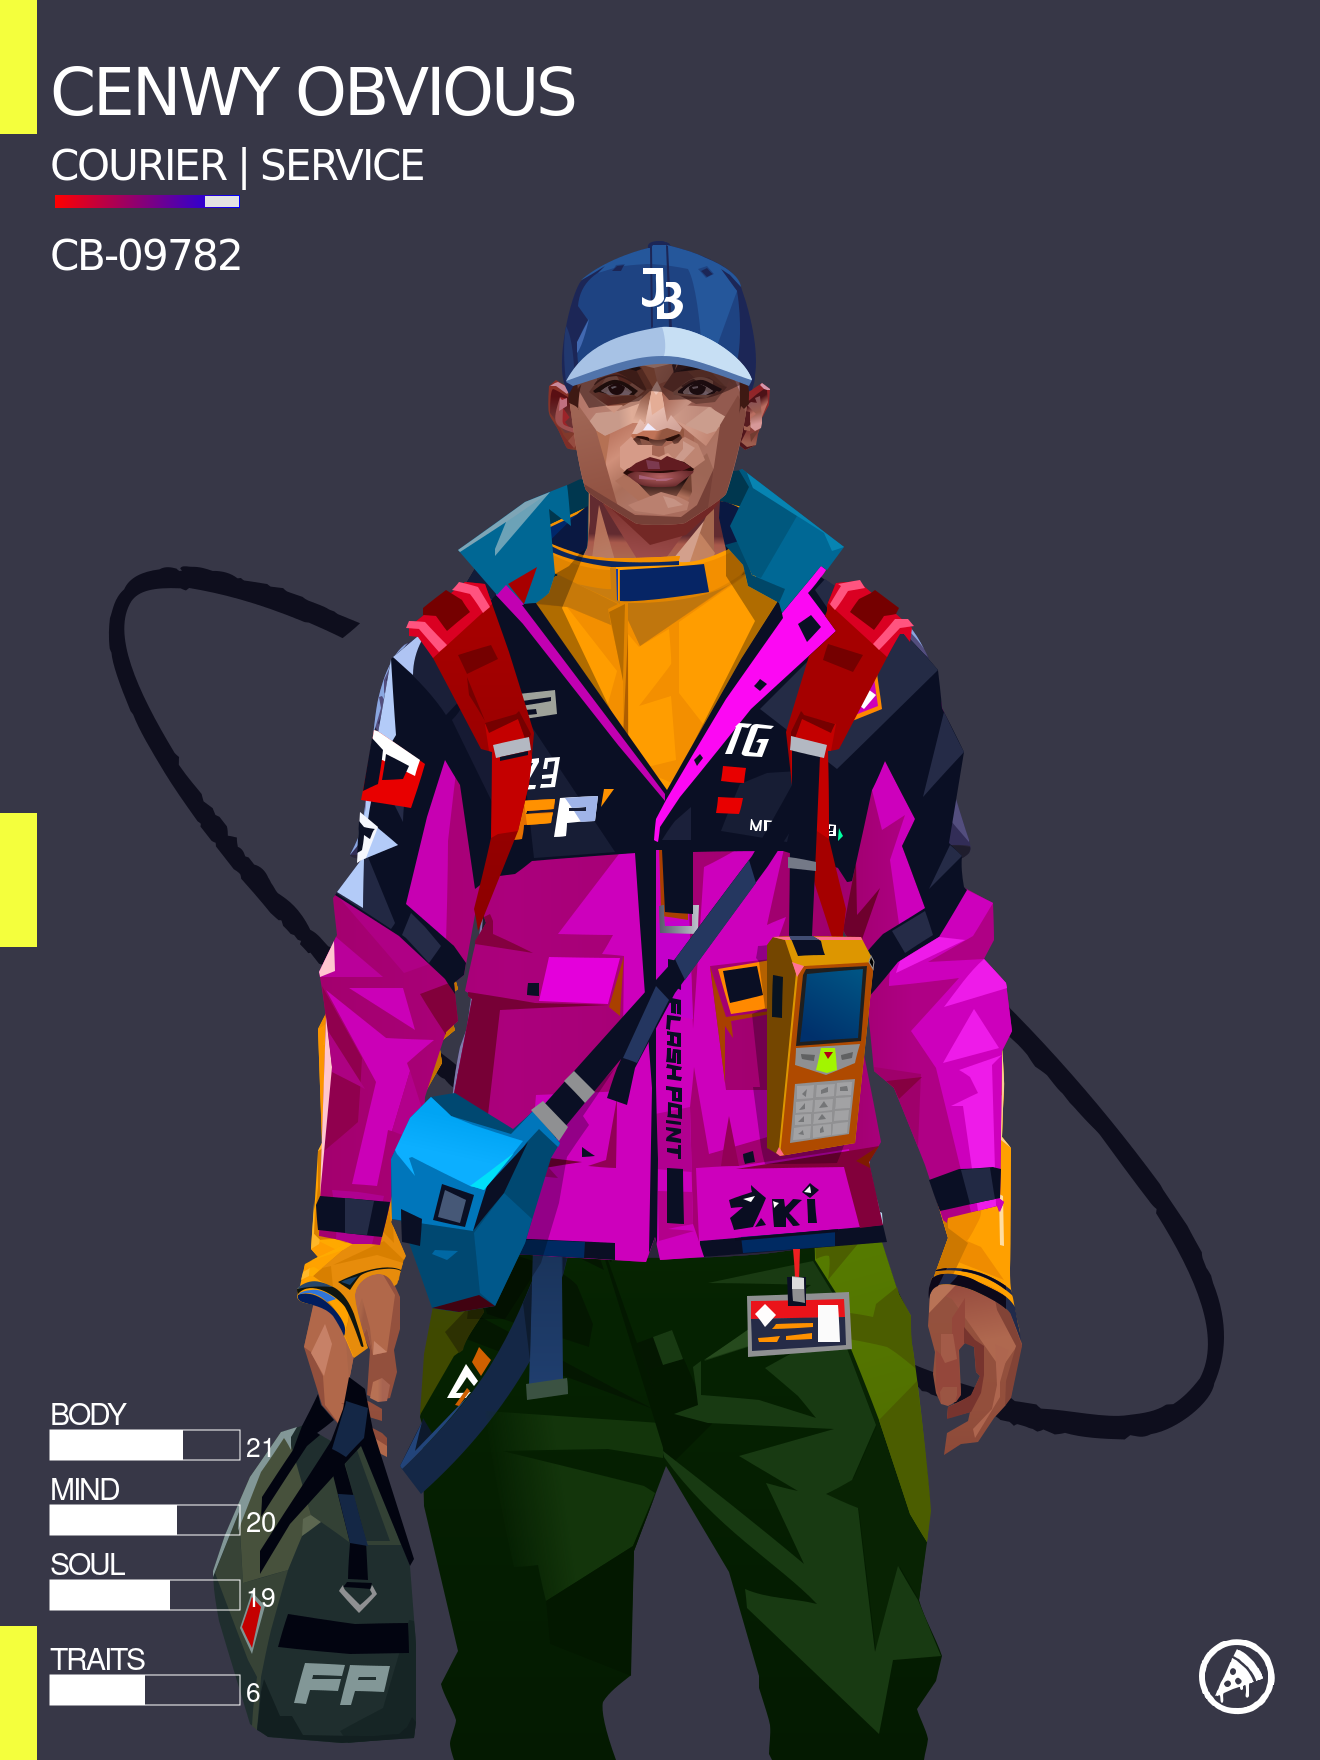 CENWY OBVIOUS
COURIER | SERVICE
CB-09782
JB
TG
FP
FLASH POINT
BODY
21
MIND
20
SOUL
19
TRAITS
6
FP